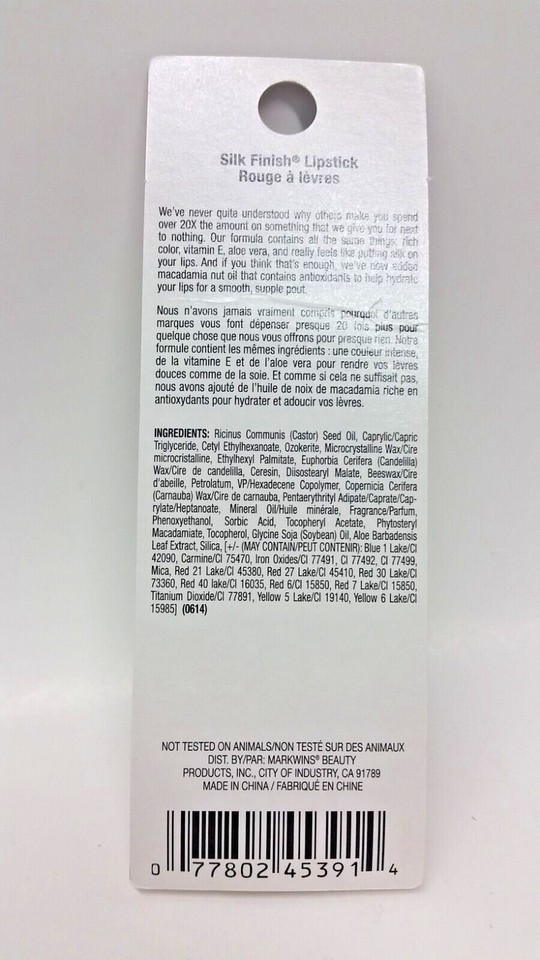 Silk Finish® Lipstick
Rouge à lèvres
We've never quite understood why others make you spend
over 20X the amount on something that we give you for next
to nothing. Our formula contains all the same things: rich
color, vitamin E, aloe vera, and really feels like putting silk on
your lips. And if you think that's enough, we've now added
macadamia nut oil that contains antioxidants to help hydrate
your lips for a smooth, supple pout.
Nous n'avons jamais vraiment compris pourquoi d'autres
marques vous font dépenser presque 20 fois plus pour
quelque chose que nous vous offrons pour presque rien. Notre
formule contient les mêmes ingrédients : une couleur intense,
de la vitamine E et de l'aloe vera pour rendre vos lèvres
douces comme de la soie. Et comme si cela ne suffisait pas,
nous avons ajouté de l'huile de noix de macadamia riche en
antioxydants pour hydrater et adoucir vos lèvres.
INGREDIENTS: Ricinus Communis (Castor) Seed Oil, Caprylic/Capric
Triglyceride, Cetyl Ethylhexanoate, Ozokerite, Microcrystalline Wax/Cire
microcristalline, Ethylhexyl Palmitate, Euphorbia Cerifera (Candelilla)
Wax/Cire de candelilla, Ceresin, Diisostearyl Malate, Beeswax/Cire
d'abeille, Petrolatum, VP/Hexadecene Copolymer, Copernicia Cerifera
(Carnauba) Wax/Cire de carnauba, Pentaerythrityl Adipate/Caprate/Cap-
rylate/Heptanoate, Mineral Oil/Huile minérale, Fragrance/Parfum,
Phenoxyethanol, Sorbic Acid, Tocopheryl Acetate, Phytosteryl
Macadamiate, Tocopherol, Glycine Soja (Soybean) Oil, Aloe Barbadensis
Leaf Extract, Silica, [+/- (MAY CONTAIN/PEUT CONTENIR): Blue 1 Lake/CI
42090, Carmine/CI 75470, Iron Oxides/CI 77491, CI 77492, CI 77499,
Mica, Red 21 Lake/CI 45380, Red 27 Lake/CI 45410, Red 30 Lake/CI
73360, Red 40 lake/CI 16035, Red 6/CI 15850, Red 7 Lake/CI 15850,
Titanium Dioxide/CI 77891, Yellow 5 Lake/CI 19140, Yellow 6 Lake/CI
15985] (0614)
NOT TESTED ON ANIMALS/NON TESTÉ SUR DES ANIMAUX
DIST. BY/PAR: MARKWINS® BEAUTY
PRODUCTS, INC., CITY OF INDUSTRY, CA 91789
MADE IN CHINA / FABRIQUÉ EN CHINE
0 77802 45391 4